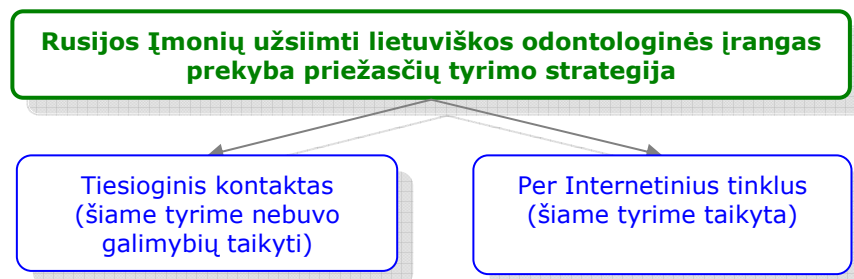 Rusijos Įmonių užsiimti lietuviškos odontologinės įrangas
prekyba priežasčių tyrimo strategija
Tiesioginis kontaktas
(šiame tyrime nebuvo
galimybių taikyti)
Per Internetinius tinklus
(šiame tyrime taikyta)